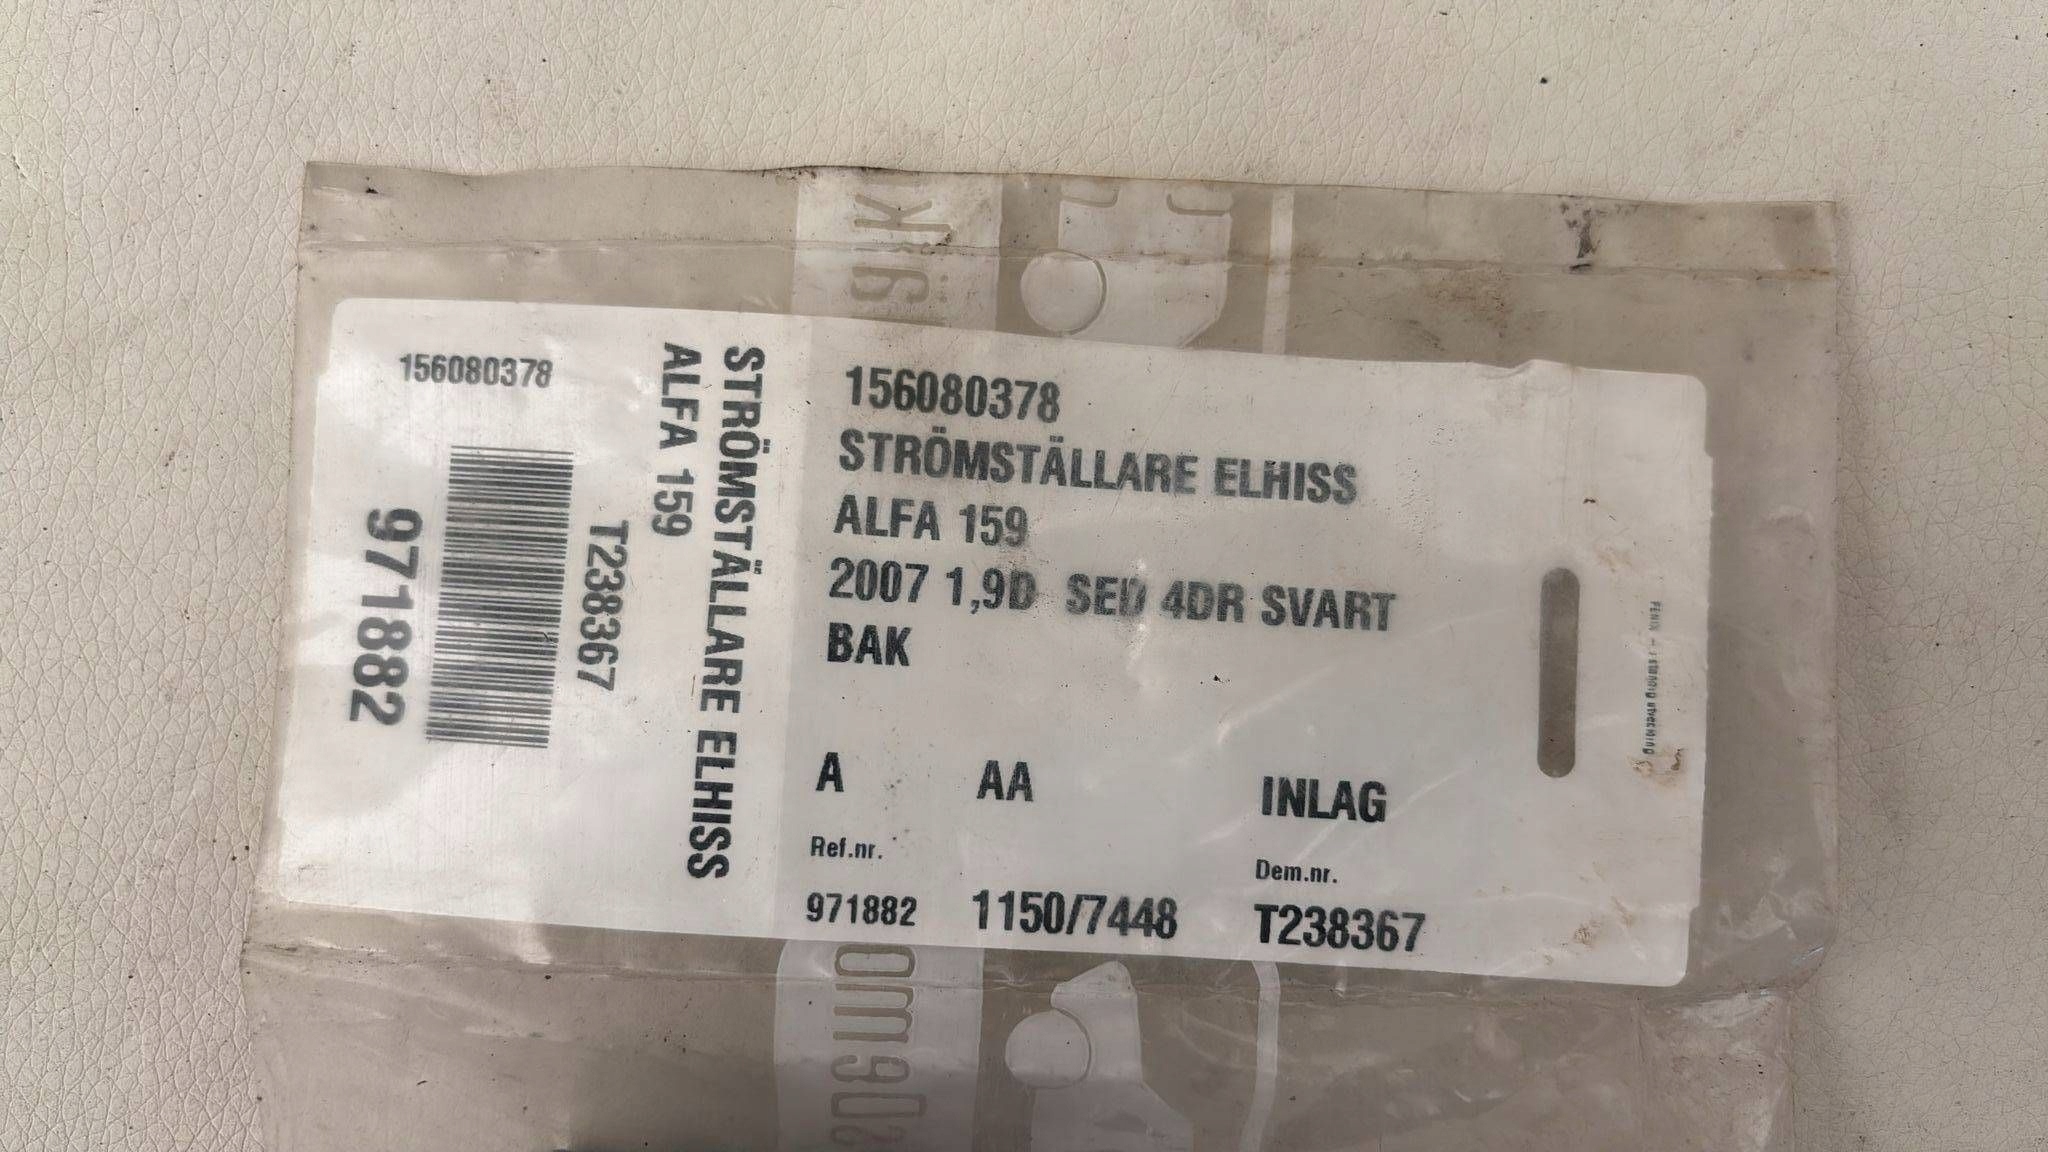 156080378
971882
T238367
STRÖMSTÄLLARE ELHISS
ALFA 159
156080378
STRÖMSTÄLLARE ELHISS
ALFA 159
2007 1,9D SED 4DR SVART
BAK
A AA INLAG
Ref.nr. Dem.nr.
971882 1150/7448 T238367